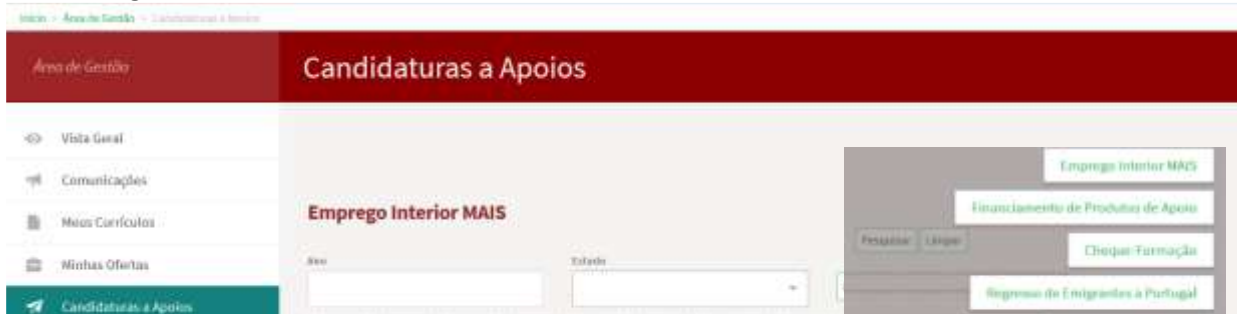 Início > Área de Gestão > Candidaturas a Apoios
Área de Gestão
Candidaturas a Apoios
Vista Geral
Comunicações
Meus Currículos
Minhas Ofertas
Candidaturas a Apoios
Emprego Interior MAIS
Ano
Estado
Pesquisar
Limpar
Emprego Interior MAIS
Financiamento de Produtos de Apoio
Cheque-Formação
Regresso de Emigrantes a Portugal